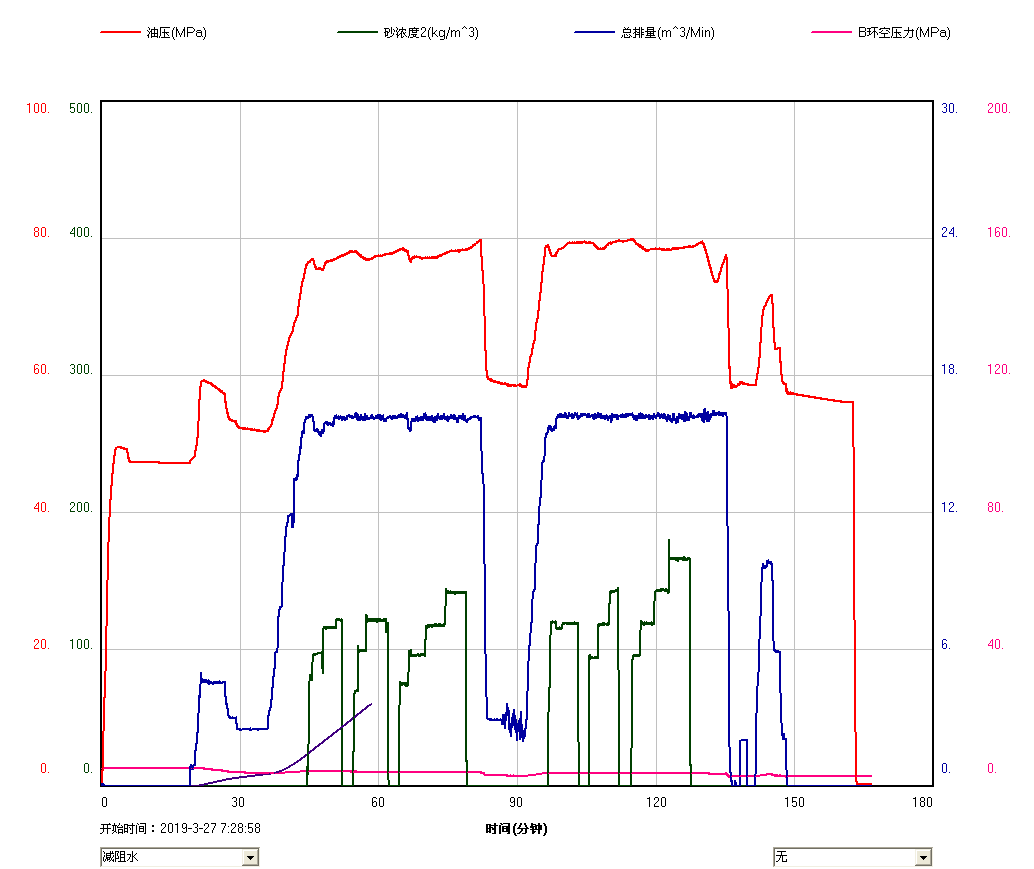 油压(MPa) 砂浓度2(kg/m^3) 总排量(m^3/Min) B环空压力(MPa)
100. 500. 30. 200.
80. 400. 24. 160.
60. 300. 18. 120.
40. 200. 12. 80.
20. 100. 6. 40.
0. 0. 0. 0.
0 30 60 90 120 150 180
开始时间：2019-3-27 7:28:58 时间(分钟)
减阻水 无